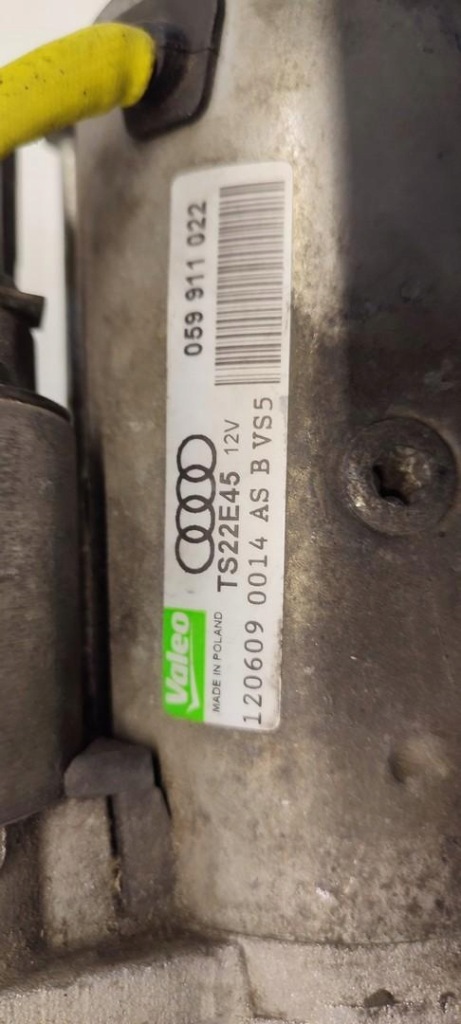 059 911 022
Valeo
MADE IN POLAND
TS22E45 12V
120609 0014 AS B VS5